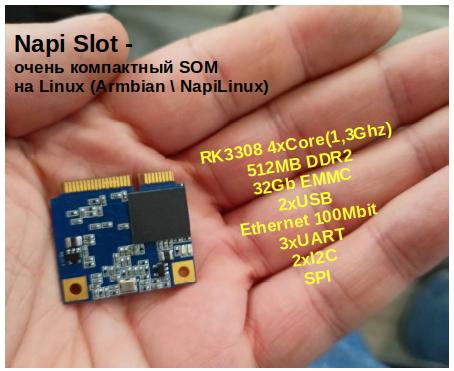 Napi Slot -
очень компактный SOM
на Linux (Armbian \ NapiLinux)
RK3308 4xCore(1,3Ghz)
512MB DDR2
32Gb EMMC
2xUSB
Ethernet 100Mbit
3xUART
2xI2C
SPI